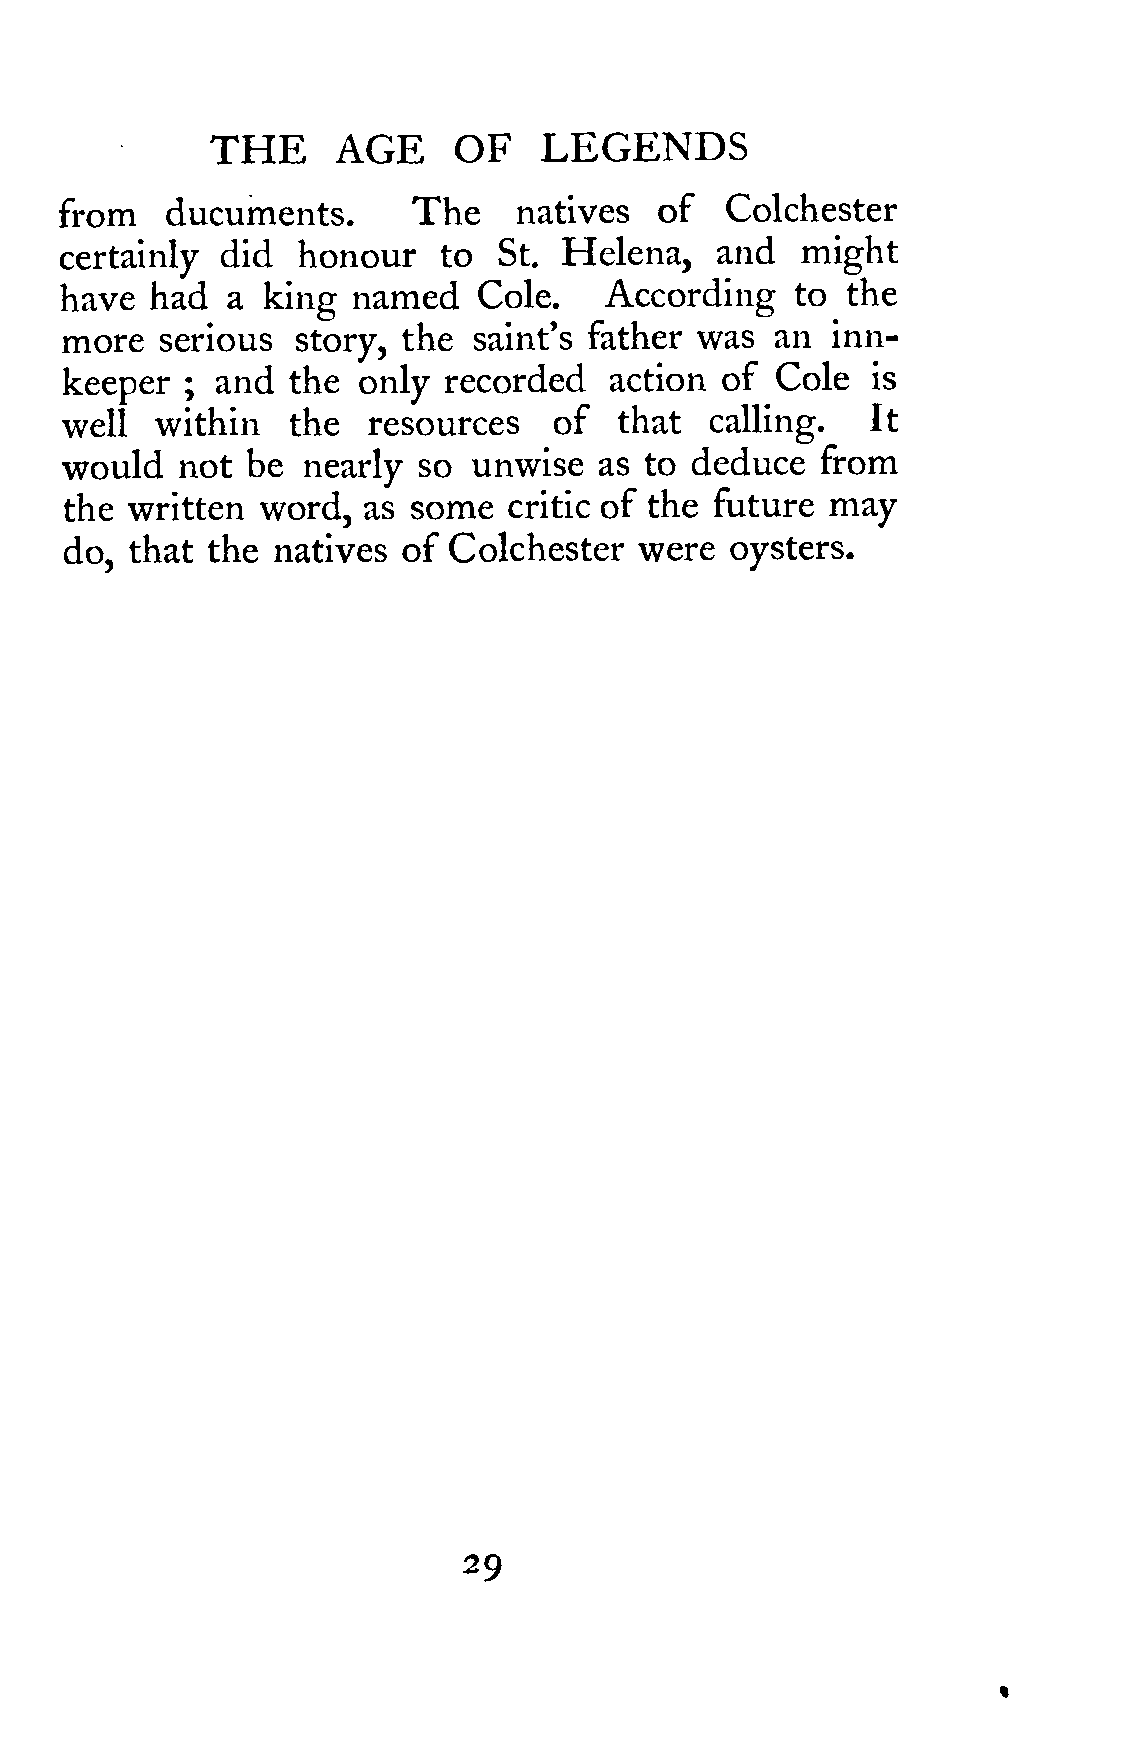 THE AGE OF LEGENDS
from ducuments. The natives of Colchester
certainly did honour to St. Helena, and might
have had a king named Cole. According to the
more serious story, the saint's father was an inn-
keeper ; and the only recorded action of Cole is
well within the resources of that calling. It
would not be nearly so unwise as to deduce from
the written word, as some critic of the future may
do, that the natives of Colchester were oysters.
29